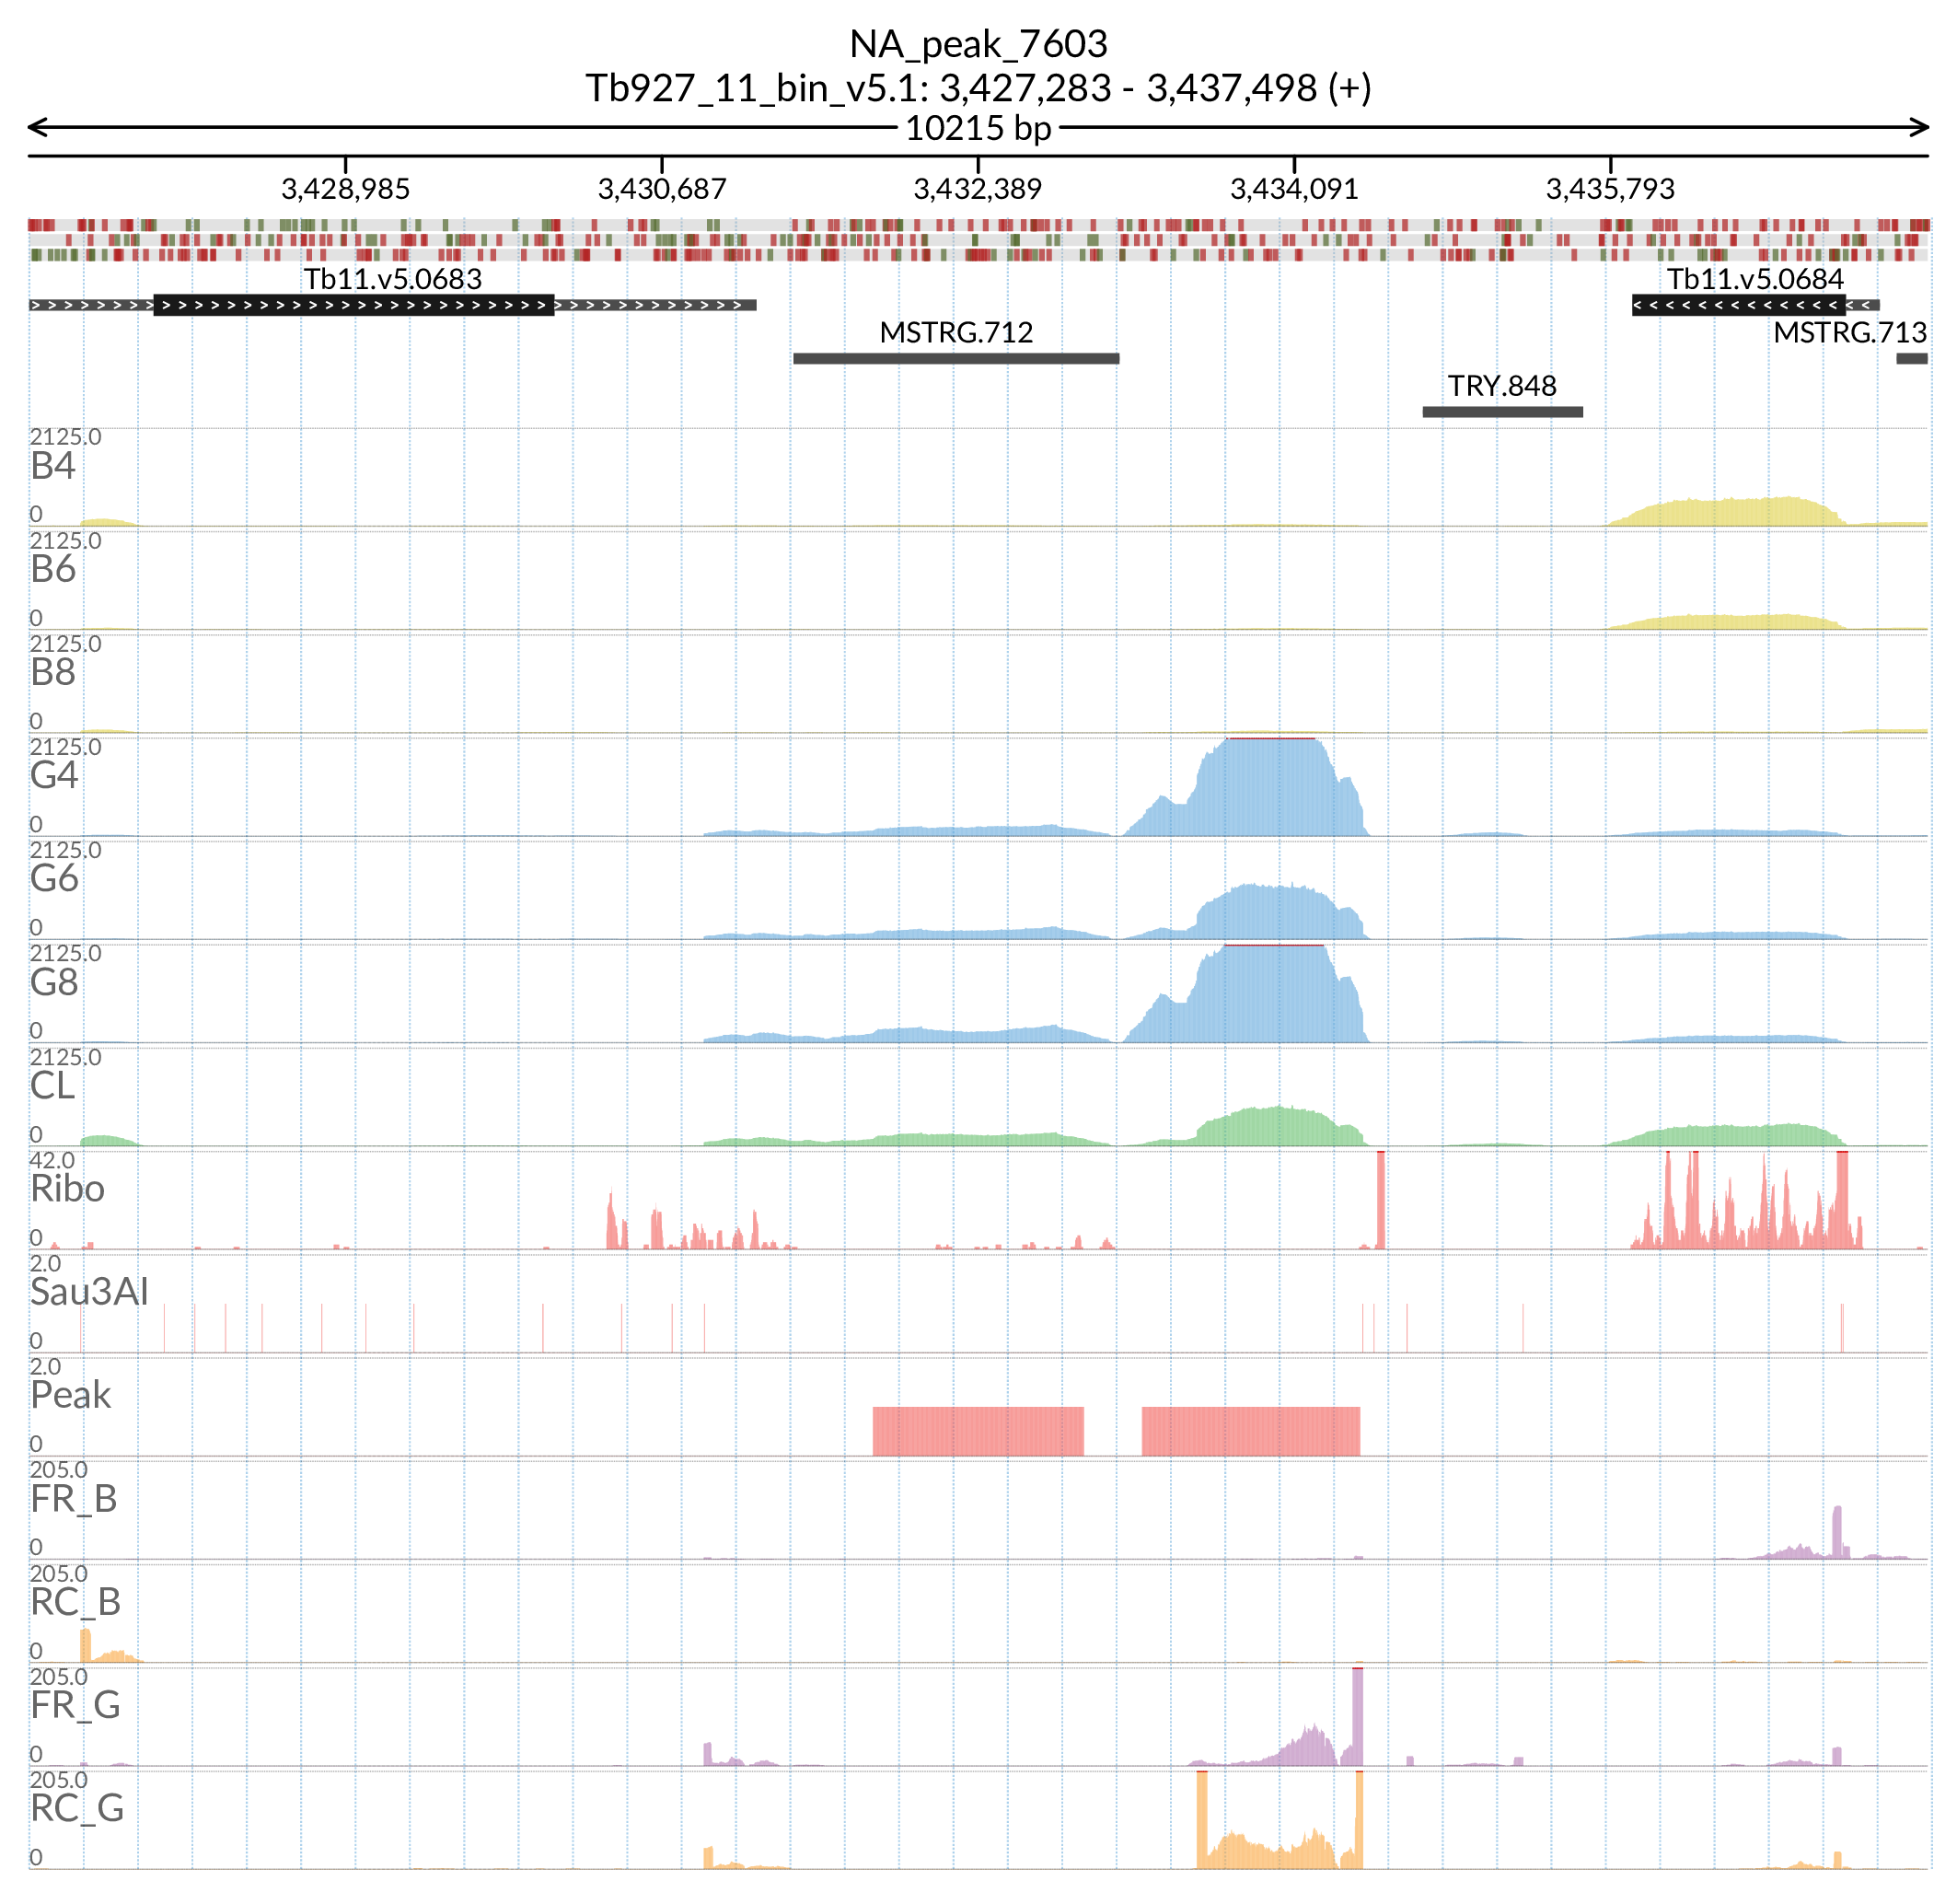 NA_peak_7603
Tb927_11_bin_v5.1: 3,427,283 - 3,437,498 (+)
10215 bp
3,428,985 3,430,687 3,432,389 3,434,091 3,435,793
Tb11.v5.0683 Tb11.v5.0684
MSTRG.712 MSTRG.713
TRY.848
2125.0
B4
0
2125.0
B6
0
2125.0
B8
0
2125.0
G4
0
2125.0
G6
0
2125.0
G8
0
2125.0
CL
0
42.0
Ribo
0
2.0
Sau3AI
0
2.0
Peak
0
205.0
FR_B
0
205.0
RC_B
0
205.0
FR_G
0
205.0
RC_G
0